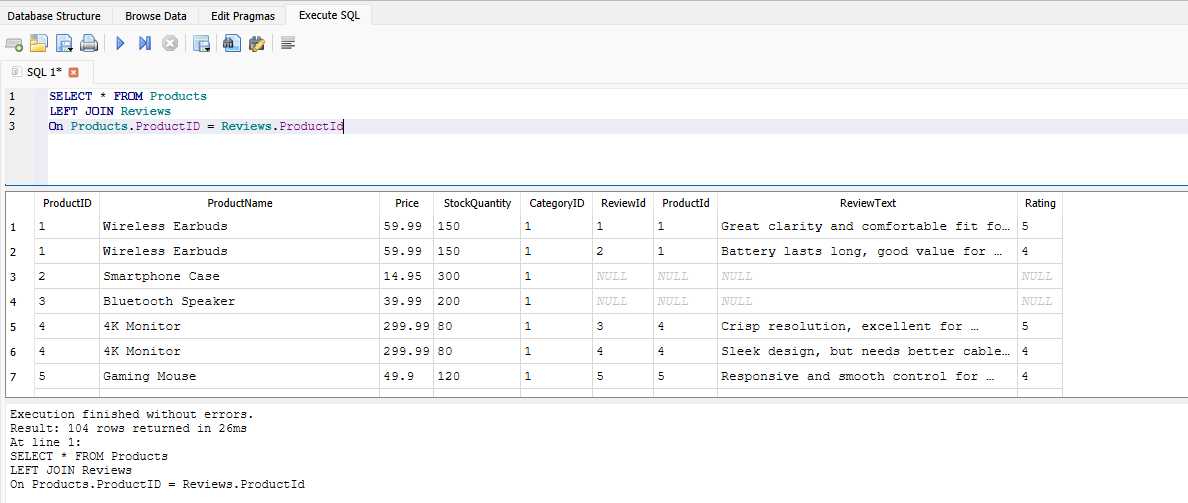 Database Structure Browse Data Edit Pragmas Execute SQL
SQL 1*
1 SELECT * FROM Products
2 LEFT JOIN Reviews
3 On Products.ProductID = Reviews.ProductId
ProductID ProductName Price StockQuantity CategoryID ReviewId ProductId ReviewText Rating
1 1 Wireless Earbuds 59.99 150 1 1 1 Great clarity and comfortable fit fo… 5
2 1 Wireless Earbuds 59.99 150 1 2 1 Battery lasts long, good value for … 4
3 2 Smartphone Case 14.95 300 1 NULL NULL NULL NULL
4 3 Bluetooth Speaker 39.99 200 1 NULL NULL NULL NULL
5 4 4K Monitor 299.99 80 1 3 4 Crisp resolution, excellent for … 5
6 4 4K Monitor 299.99 80 1 4 4 Sleek design, but needs better cable… 4
7 5 Gaming Mouse 49.9 120 1 5 5 Responsive and smooth control for … 4
Execution finished without errors.
Result: 104 rows returned in 26ms
At line 1:
SELECT * FROM Products
LEFT JOIN Reviews
On Products.ProductID = Reviews.ProductId